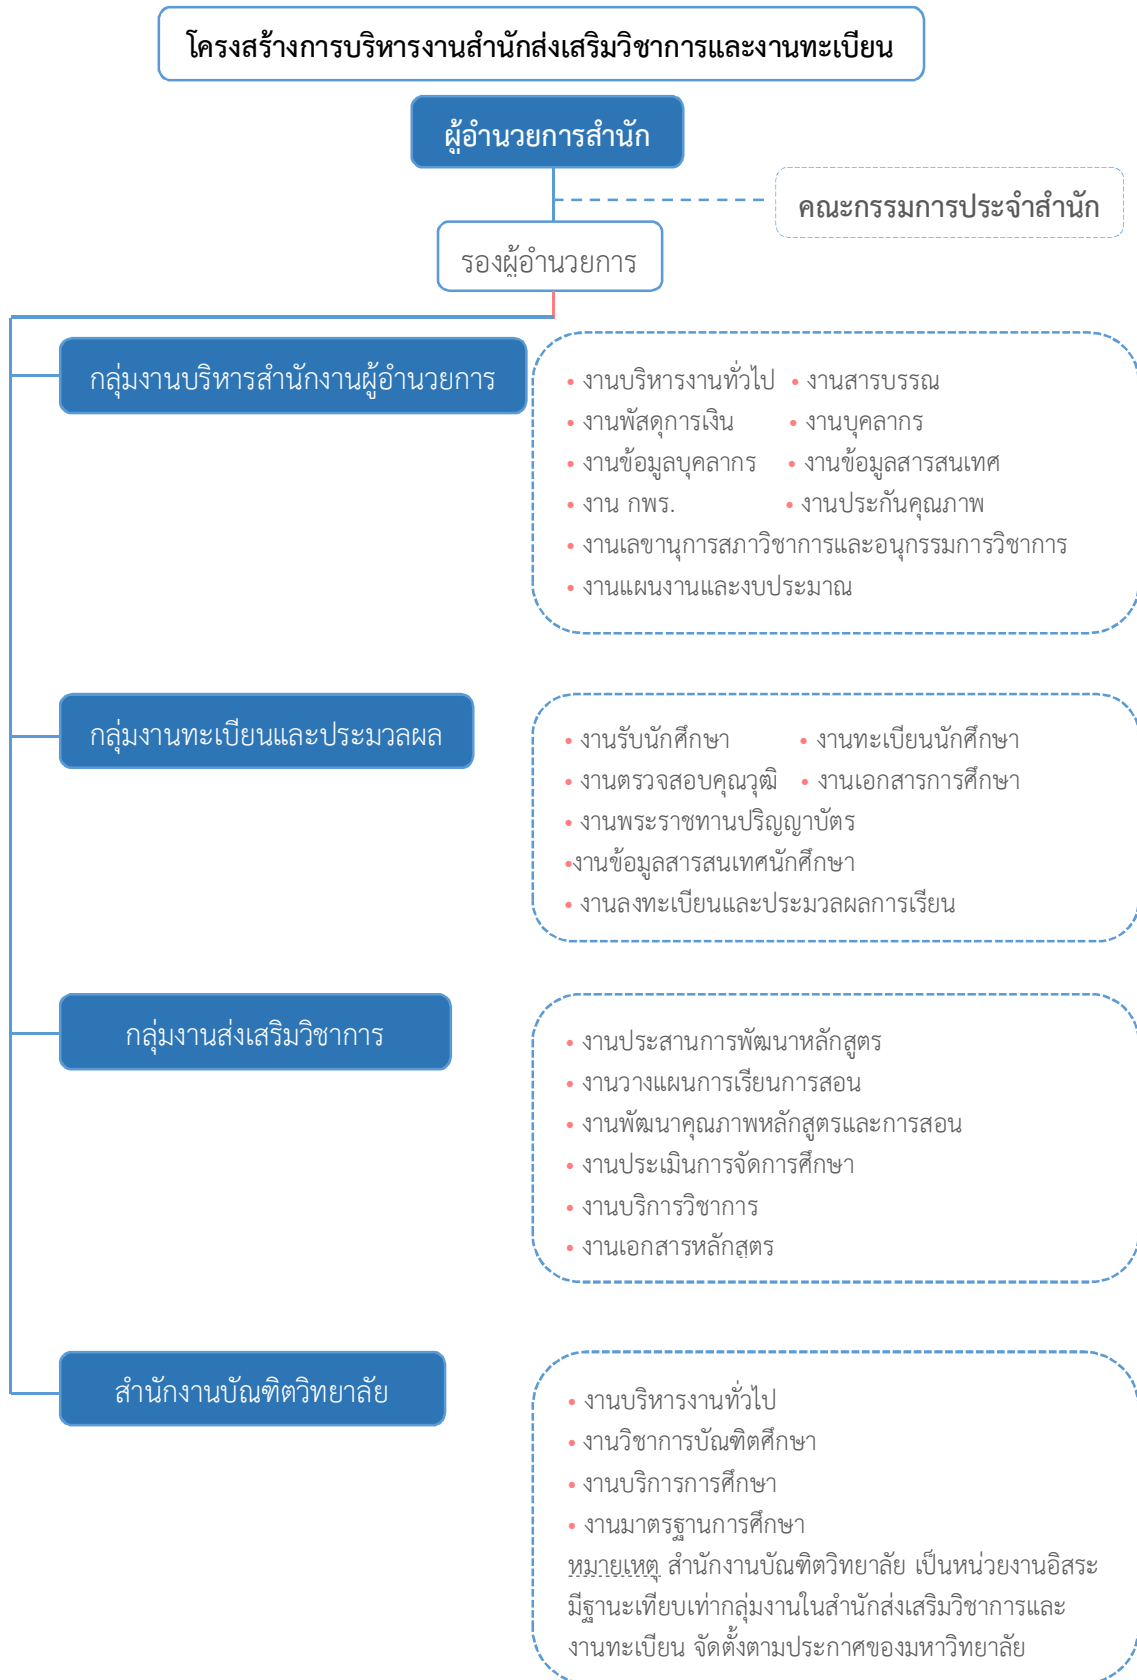 โครงสร้างการบริหารงานสำนักส่งเสริมวิชาการและงานทะเบียน
ผู้อำนวยการสำนัก
คณะกรรมการประจำสำนัก
รองผู้อำนวยการ
กลุ่มงานบริหารสำนักงานผู้อำนวยการ
• งานบริหารงานทั่วไป • งานสารบรรณ
• งานพัสดุการเงิน • งานบุคลากร
• งานข้อมูลบุคลากร • งานข้อมูลสารสนเทศ
• งาน กพร. • งานประกันคุณภาพ
• งานเลขานุการสภาวิชาการและอนุกรรมการวิชาการ
• งานแผนงานและงบประมาณ
กลุ่มงานทะเบียนและประมวลผล
• งานรับนักศึกษา • งานทะเบียนนักศึกษา
• งานตรวจสอบคุณวุฒิ • งานเอกสารการศึกษา
• งานพระราชทานปริญญาบัตร
•งานข้อมูลสารสนเทศนักศึกษา
• งานลงทะเบียนและประมวลผลการเรียน
กลุ่มงานส่งเสริมวิชาการ
• งานประสานการพัฒนาหลักสูตร
• งานวางแผนการเรียนการสอน
• งานพัฒนาคุณภาพหลักสูตรและการสอน
• งานประเมินการจัดการศึกษา
• งานบริการวิชาการ
• งานเอกสารหลักสูตร
สำนักงานบัณฑิตวิทยาลัย
• งานบริหารงานทั่วไป
• งานวิชาการบัณฑิตศึกษา
• งานบริการการศึกษา
• งานมาตรฐานการศึกษา
หมายเหตุ สำนักงานบัณฑิตวิทยาลัย เป็นหน่วยงานอิสระ
มีฐานะเทียบเท่ากลุ่มงานในสำนักส่งเสริมวิชาการและ
งานทะเบียน จัดตั้งตามประกาศของมหาวิทยาลัย